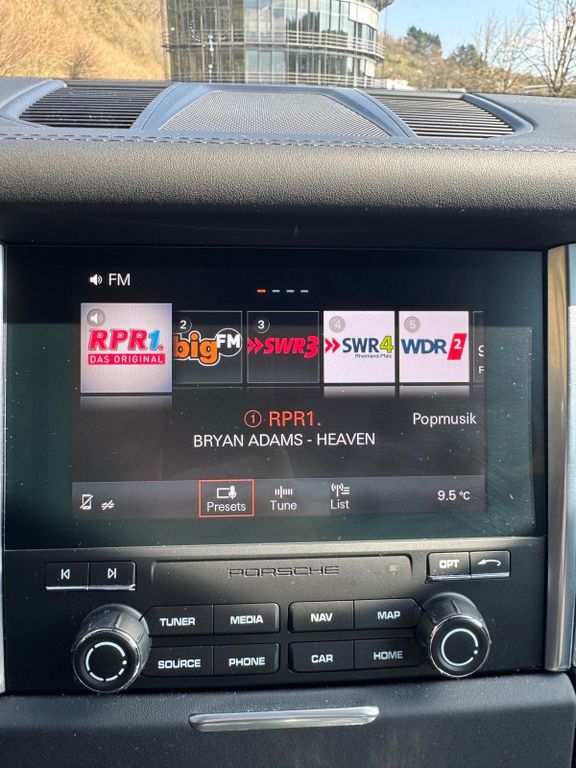 FM
RPR1.
DAS ORIGINAL
2
bigFM
3
SWR3
4
SWR4
Rheinland-Pfalz
5
WDR 2
1 RPR1.
Popmusik
BRYAN ADAMS - HEAVEN
Presets
Tune
List
9.5 °C
PORSCHE
OPT
TUNER
MEDIA
NAV
MAP
SOURCE
PHONE
CAR
HOME